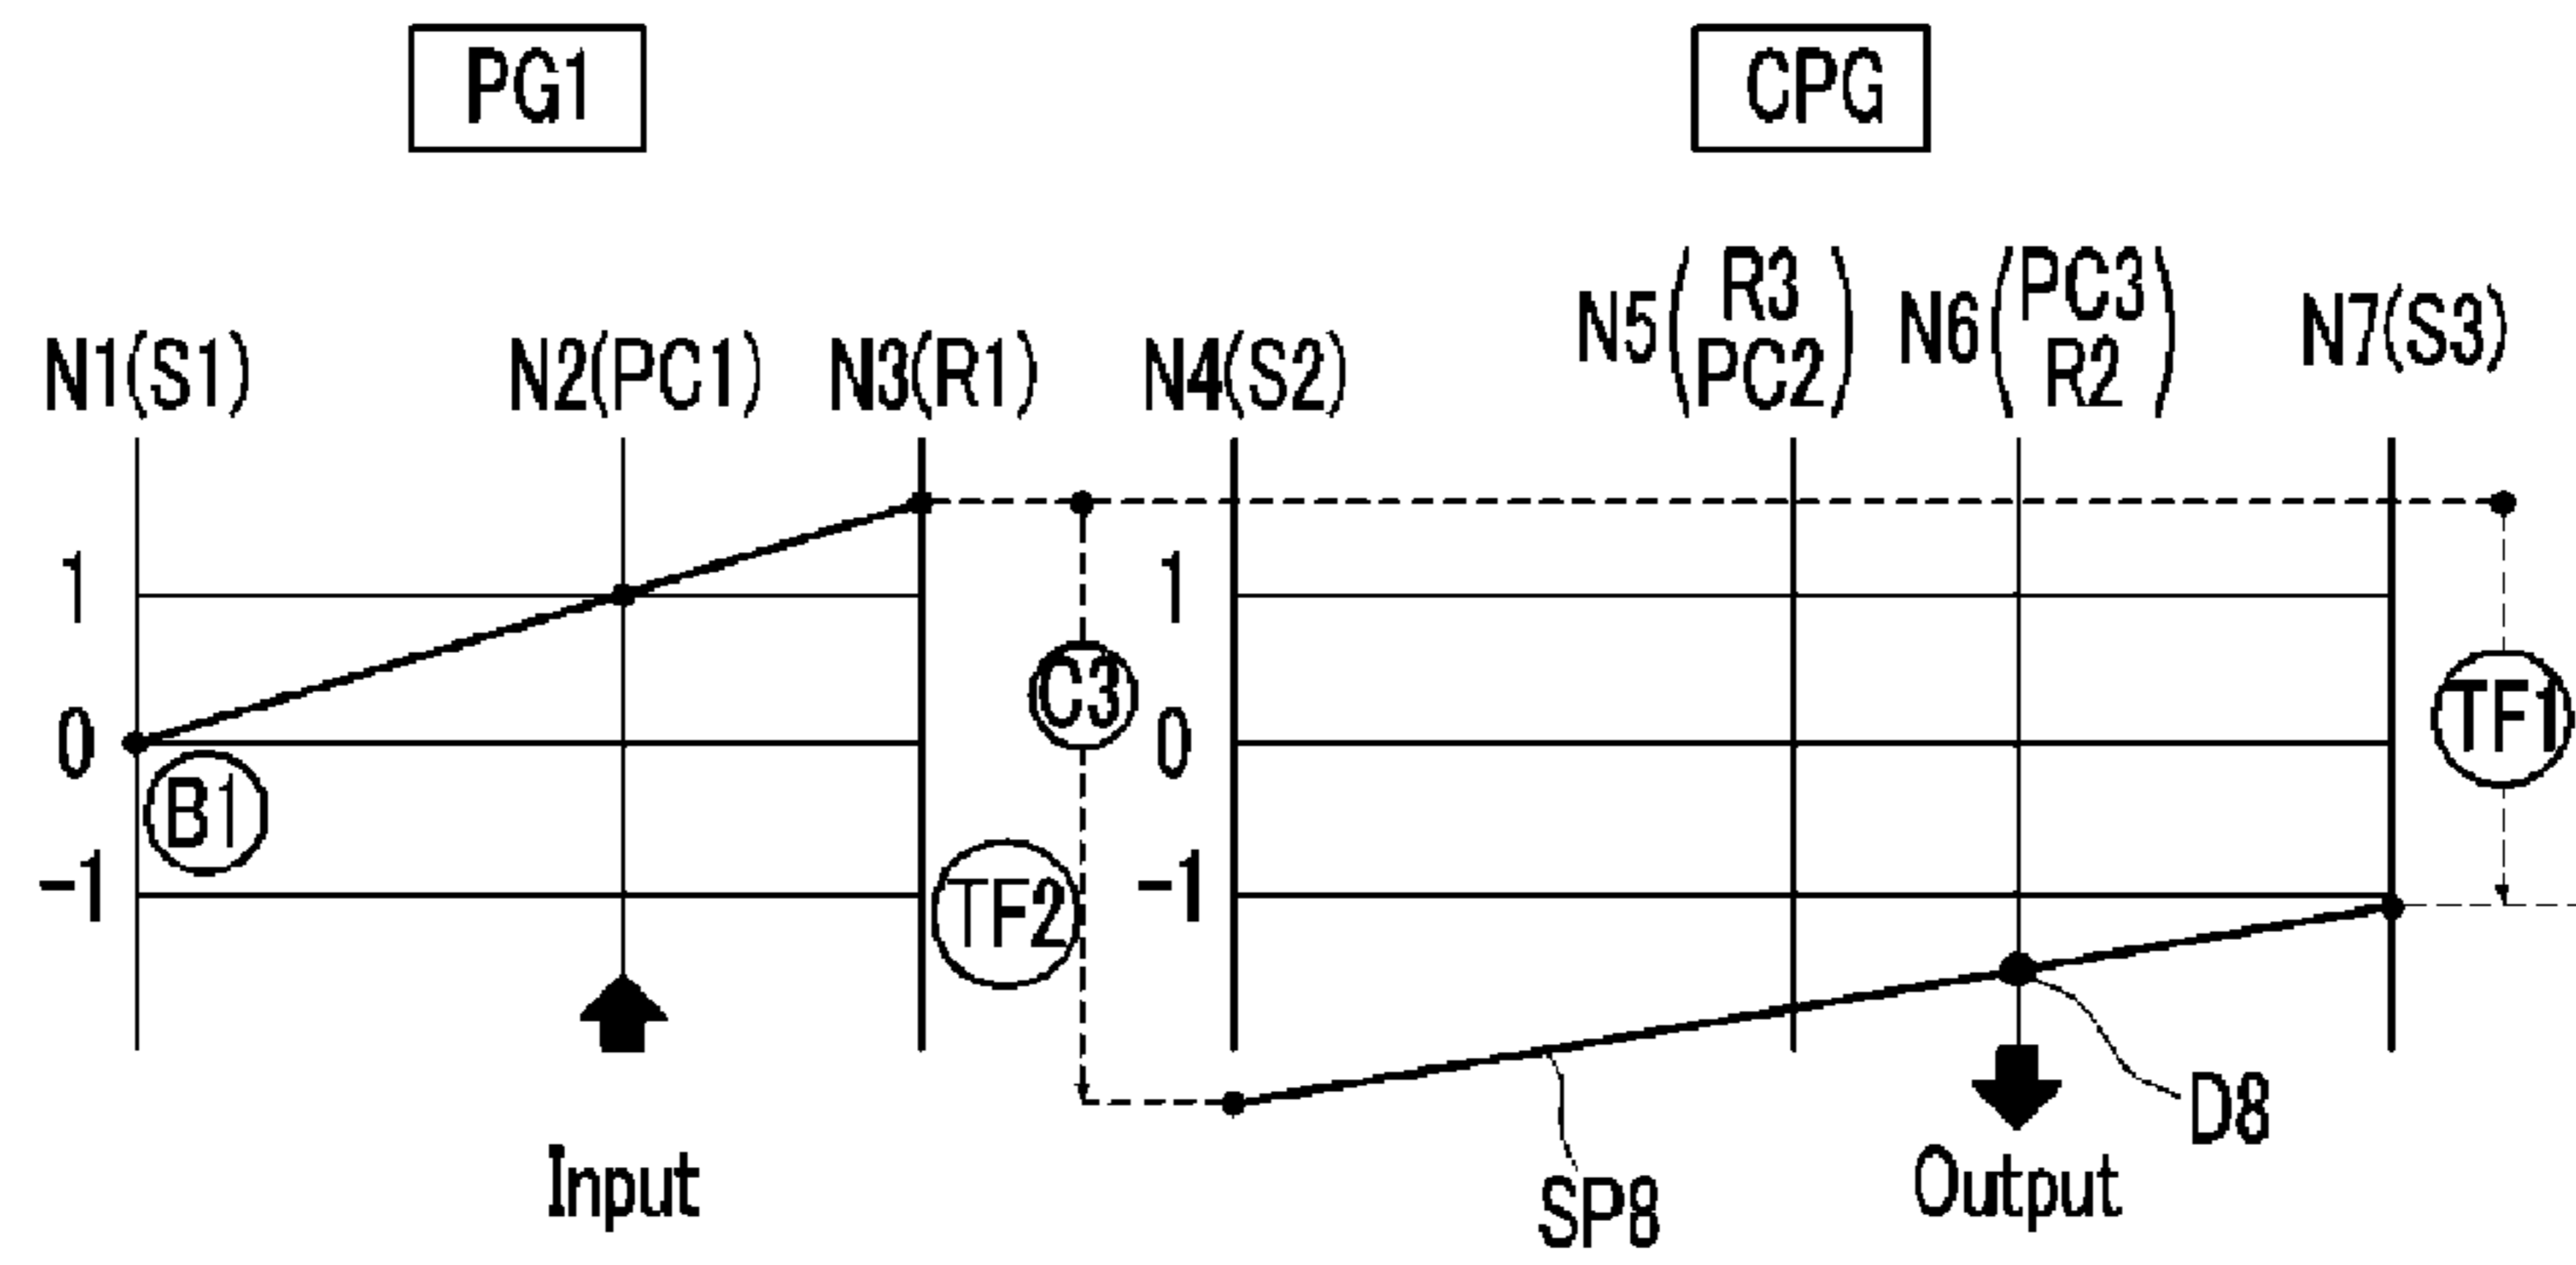 PG1 CPG
N1(S1) N2(PC1) N3(R1) N4(S2) N5(R3 PC2) N6(PC3 R2) N7(S3)
1 1
C3 TF1
0 0
B1
-1 TF2 -1
D8
Input SP8 Output